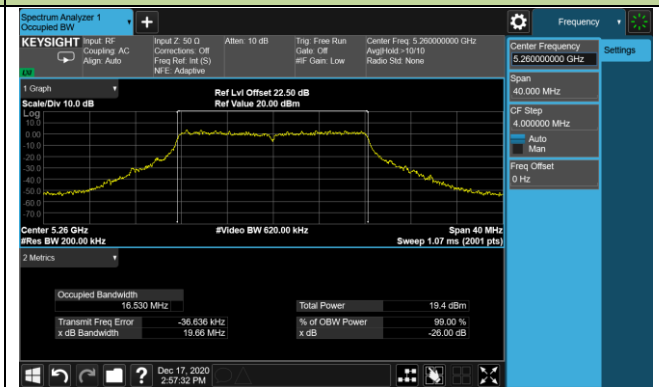 Spectrum Analyzer 1
Occupied BW
Frequency
KEYSIGHT
Input: RF
Coupling: AC
Align: Auto
Input Z: 50 Ω
Corrections: Off
Freq Ref: Int (S)
NFE: Adaptive
Atten: 10 dB
Trig: Free Run
Gate: Off
#IF Gain: Low
Center Freq: 5.260000000 GHz
Avg|Hold:>10/10
Radio Std: None
Center Frequency
5.260000000 GHz
Settings
Span
40.000 MHz
CF Step
4.000000 MHz
Auto
Man
Freq Offset
0 Hz
1 Graph
Scale/Div 10.0 dB
Ref Lvl Offset 22.50 dB
Ref Value 20.00 dBm
Log
10.0
0.00
-10.0
-20.0
-30.0
-40.0
-50.0
-60.0
-70.0
Center 5.26 GHz
#Video BW 620.00 kHz
Span 40 MHz
#Res BW 200.00 kHz
Sweep 1.07 ms (2001 pts)
2 Metrics
Occupied Bandwidth
16.530 MHz
Total Power 19.4 dBm
Transmit Freq Error -36.636 kHz
% of OBW Power 99.00 %
x dB Bandwidth 19.66 MHz
x dB -26.00 dB
Dec 17, 2020
2:57:32 PM